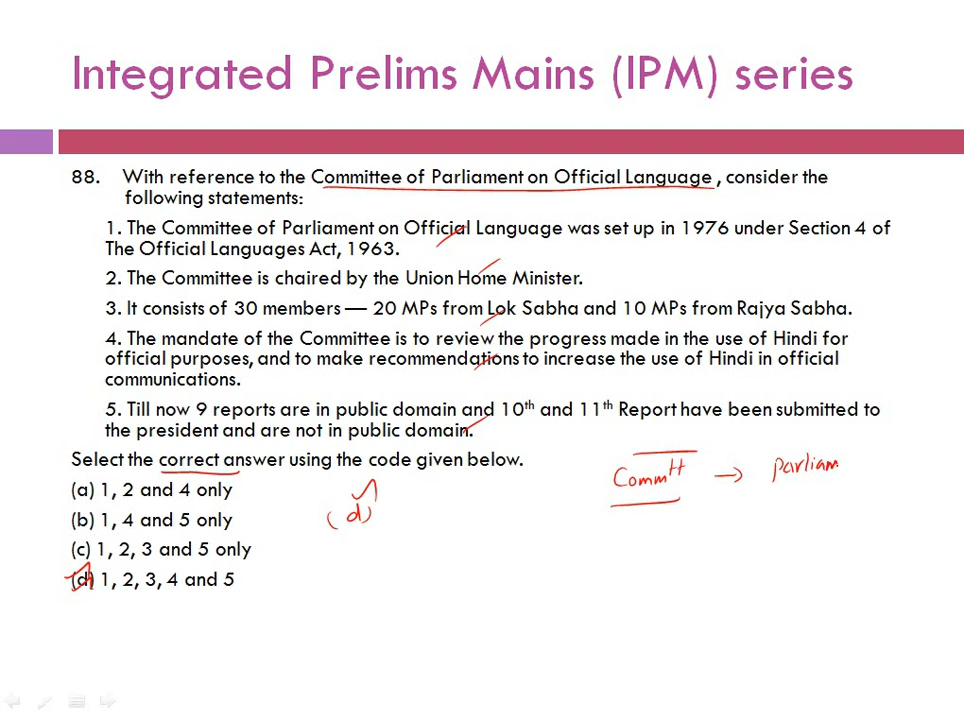 Integrated Prelims Mains (IPM) series
88. With reference to the Committee of Parliament on Official Language , consider the
following statements:
1. The Committee of Parliament on Official Language was set up in 1976 under Section 4 of
The Official Languages Act, 1963.
2. The Committee is chaired by the Union Home Minister.
3. It consists of 30 members — 20 MPs from Lok Sabha and 10 MPs from Rajya Sabha.
4. The mandate of the Committee is to review the progress made in the use of Hindi for
official purposes, and to make recommendations to increase the use of Hindi in official
communications.
5. Till now 9 reports are in public domain and 10th and 11th Report have been submitted to
the president and are not in public domain.
Select the correct answer using the code given below.
Committ → Parliam
(a) 1, 2 and 4 only
(b) 1, 4 and 5 only
(d)
(c) 1, 2, 3 and 5 only
(d) 1, 2, 3, 4 and 5